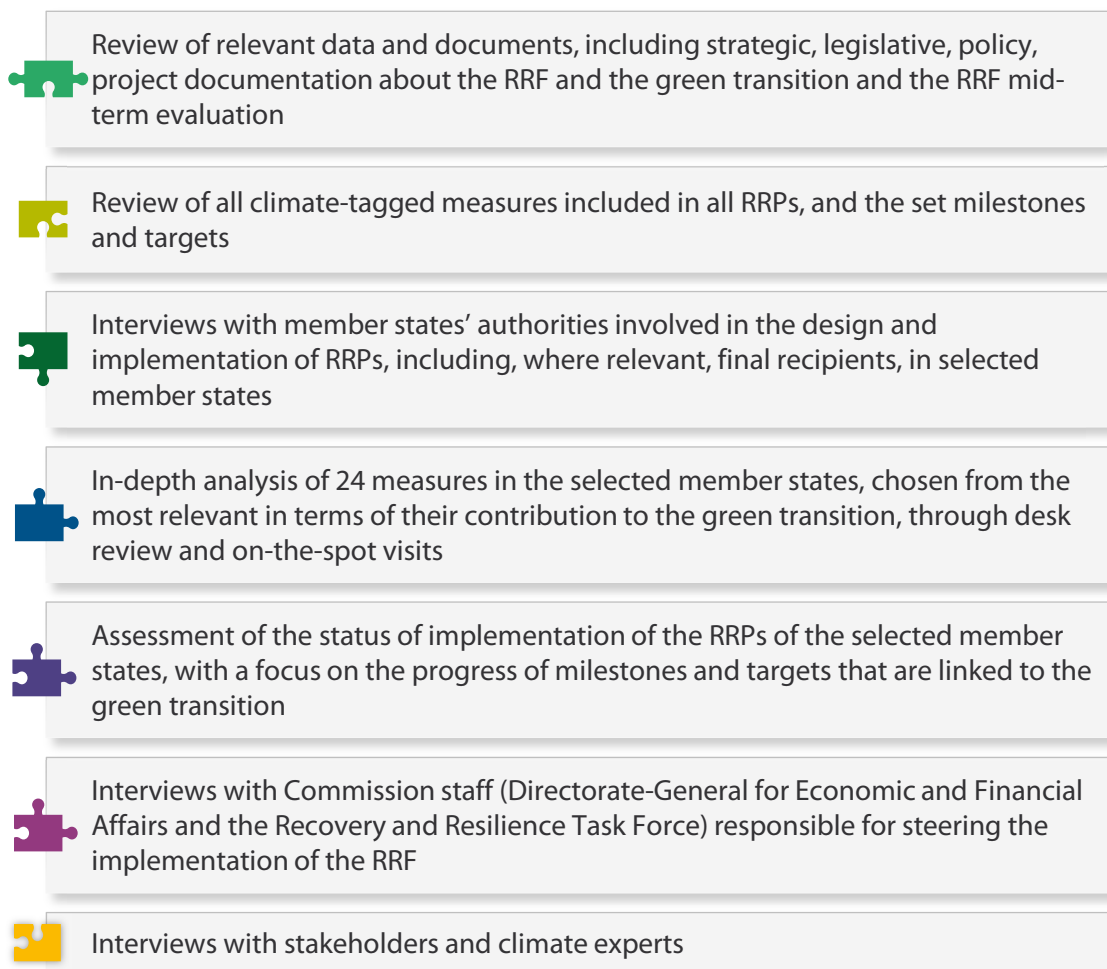 Review of relevant data and documents, including strategic, legislative, policy,
project documentation about the RRF and the green transition and the RRF mid-
term evaluation
Review of all climate-tagged measures included in all RRPs, and the set milestones
and targets
Interviews with member states’ authorities involved in the design and
implementation of RRPs, including, where relevant, final recipients, in selected
member states
In-depth analysis of 24 measures in the selected member states, chosen from the
most relevant in terms of their contribution to the green transition, through desk
review and on-the-spot visits
Assessment of the status of implementation of the RRPs of the selected member
states, with a focus on the progress of milestones and targets that are linked to the
green transition
Interviews with Commission staff (Directorate-General for Economic and Financial
Affairs and the Recovery and Resilience Task Force) responsible for steering the
implementation of the RRF
Interviews with stakeholders and climate experts